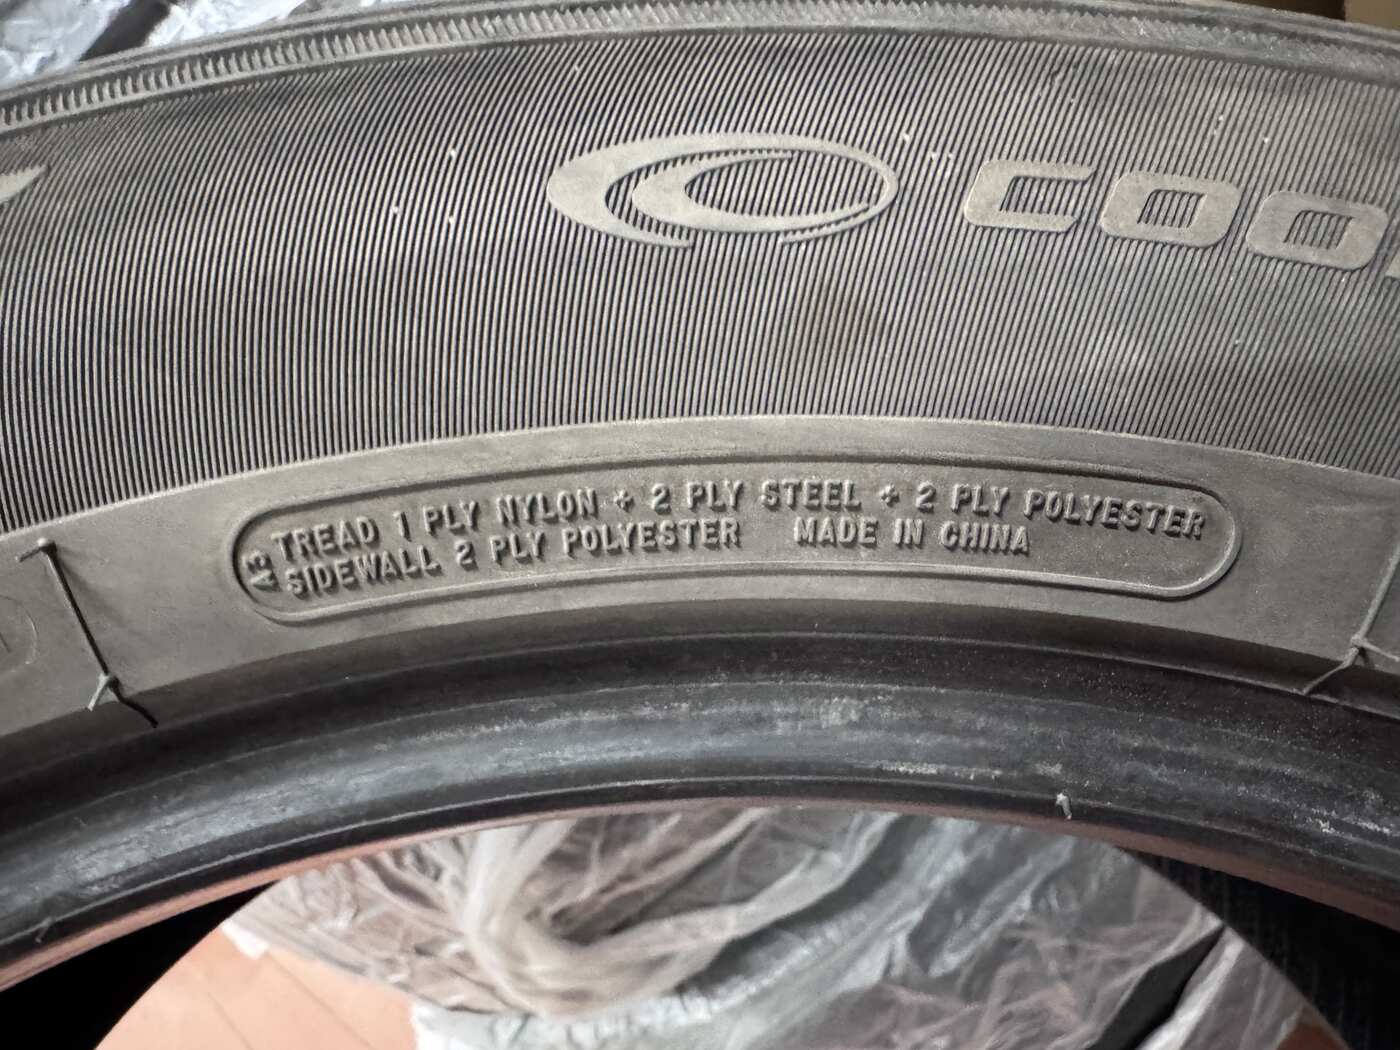 COO
A3
TREAD 1 PLY NYLON + 2 PLY STEEL + 2 PLY POLYESTER
SIDEWALL 2 PLY POLYESTER MADE IN CHINA